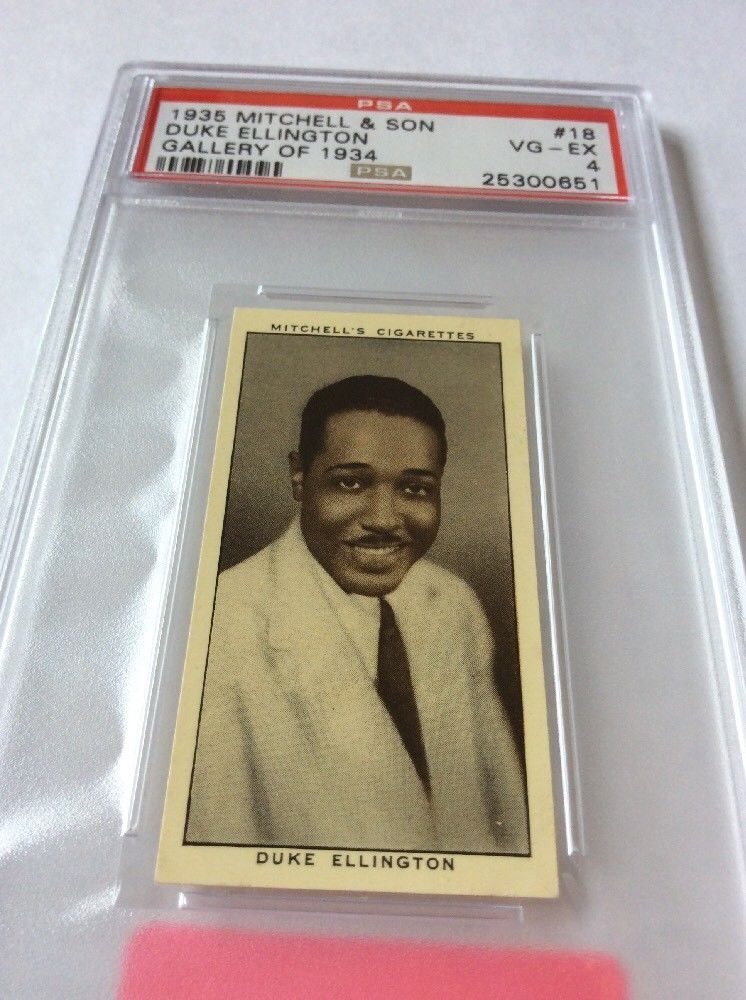 PSA
1935 MITCHELL & SON #18
DUKE ELLINGTON VG-EX
GALLERY OF 1934 4
PSA 25300651
MITCHELL'S CIGARETTES
DUKE ELLINGTON